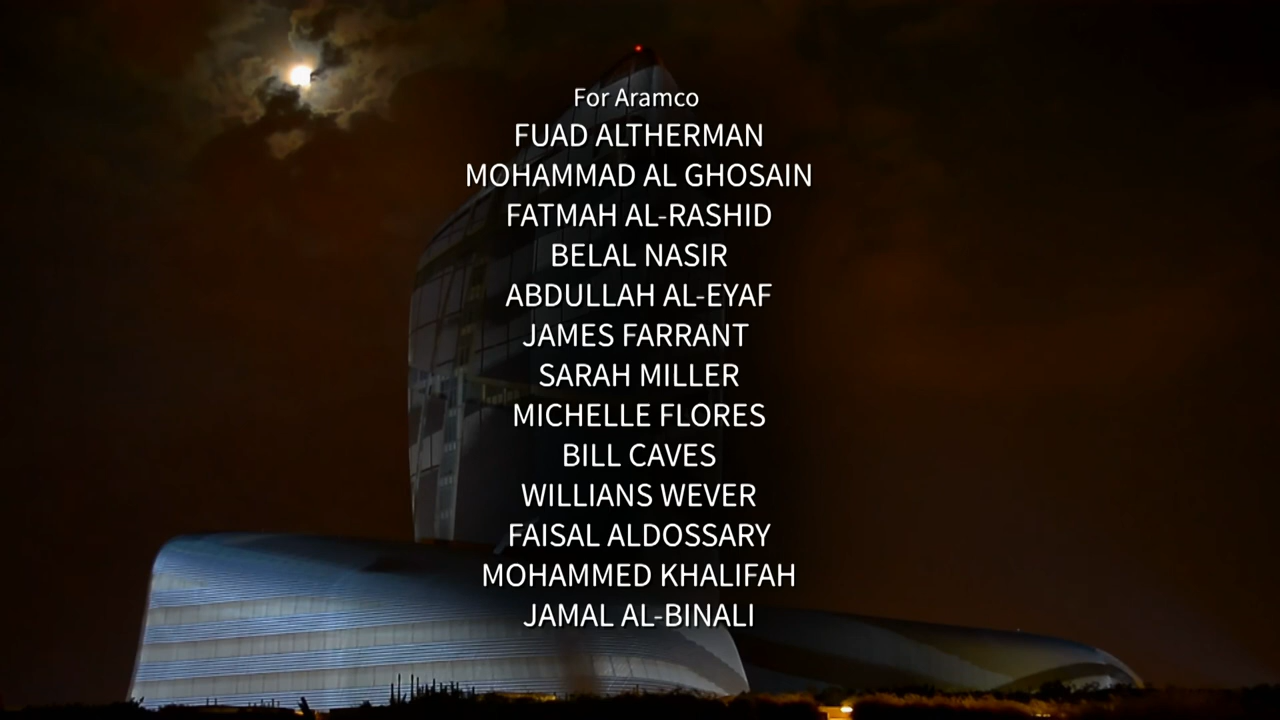 For Aramco
FUAD ALTHERMAN
MOHAMMAD AL GHOSAIN
FATMAH AL-RASHID
BELAL NASIR
ABDULLAH AL-EYAF
JAMES FARRANT
SARAH MILLER
MICHELLE FLORES
BILL CAVES
WILLIANS WEVER
FAISAL ALDOSSARY
MOHAMMED KHALIFAH
JAMAL AL-BINALI